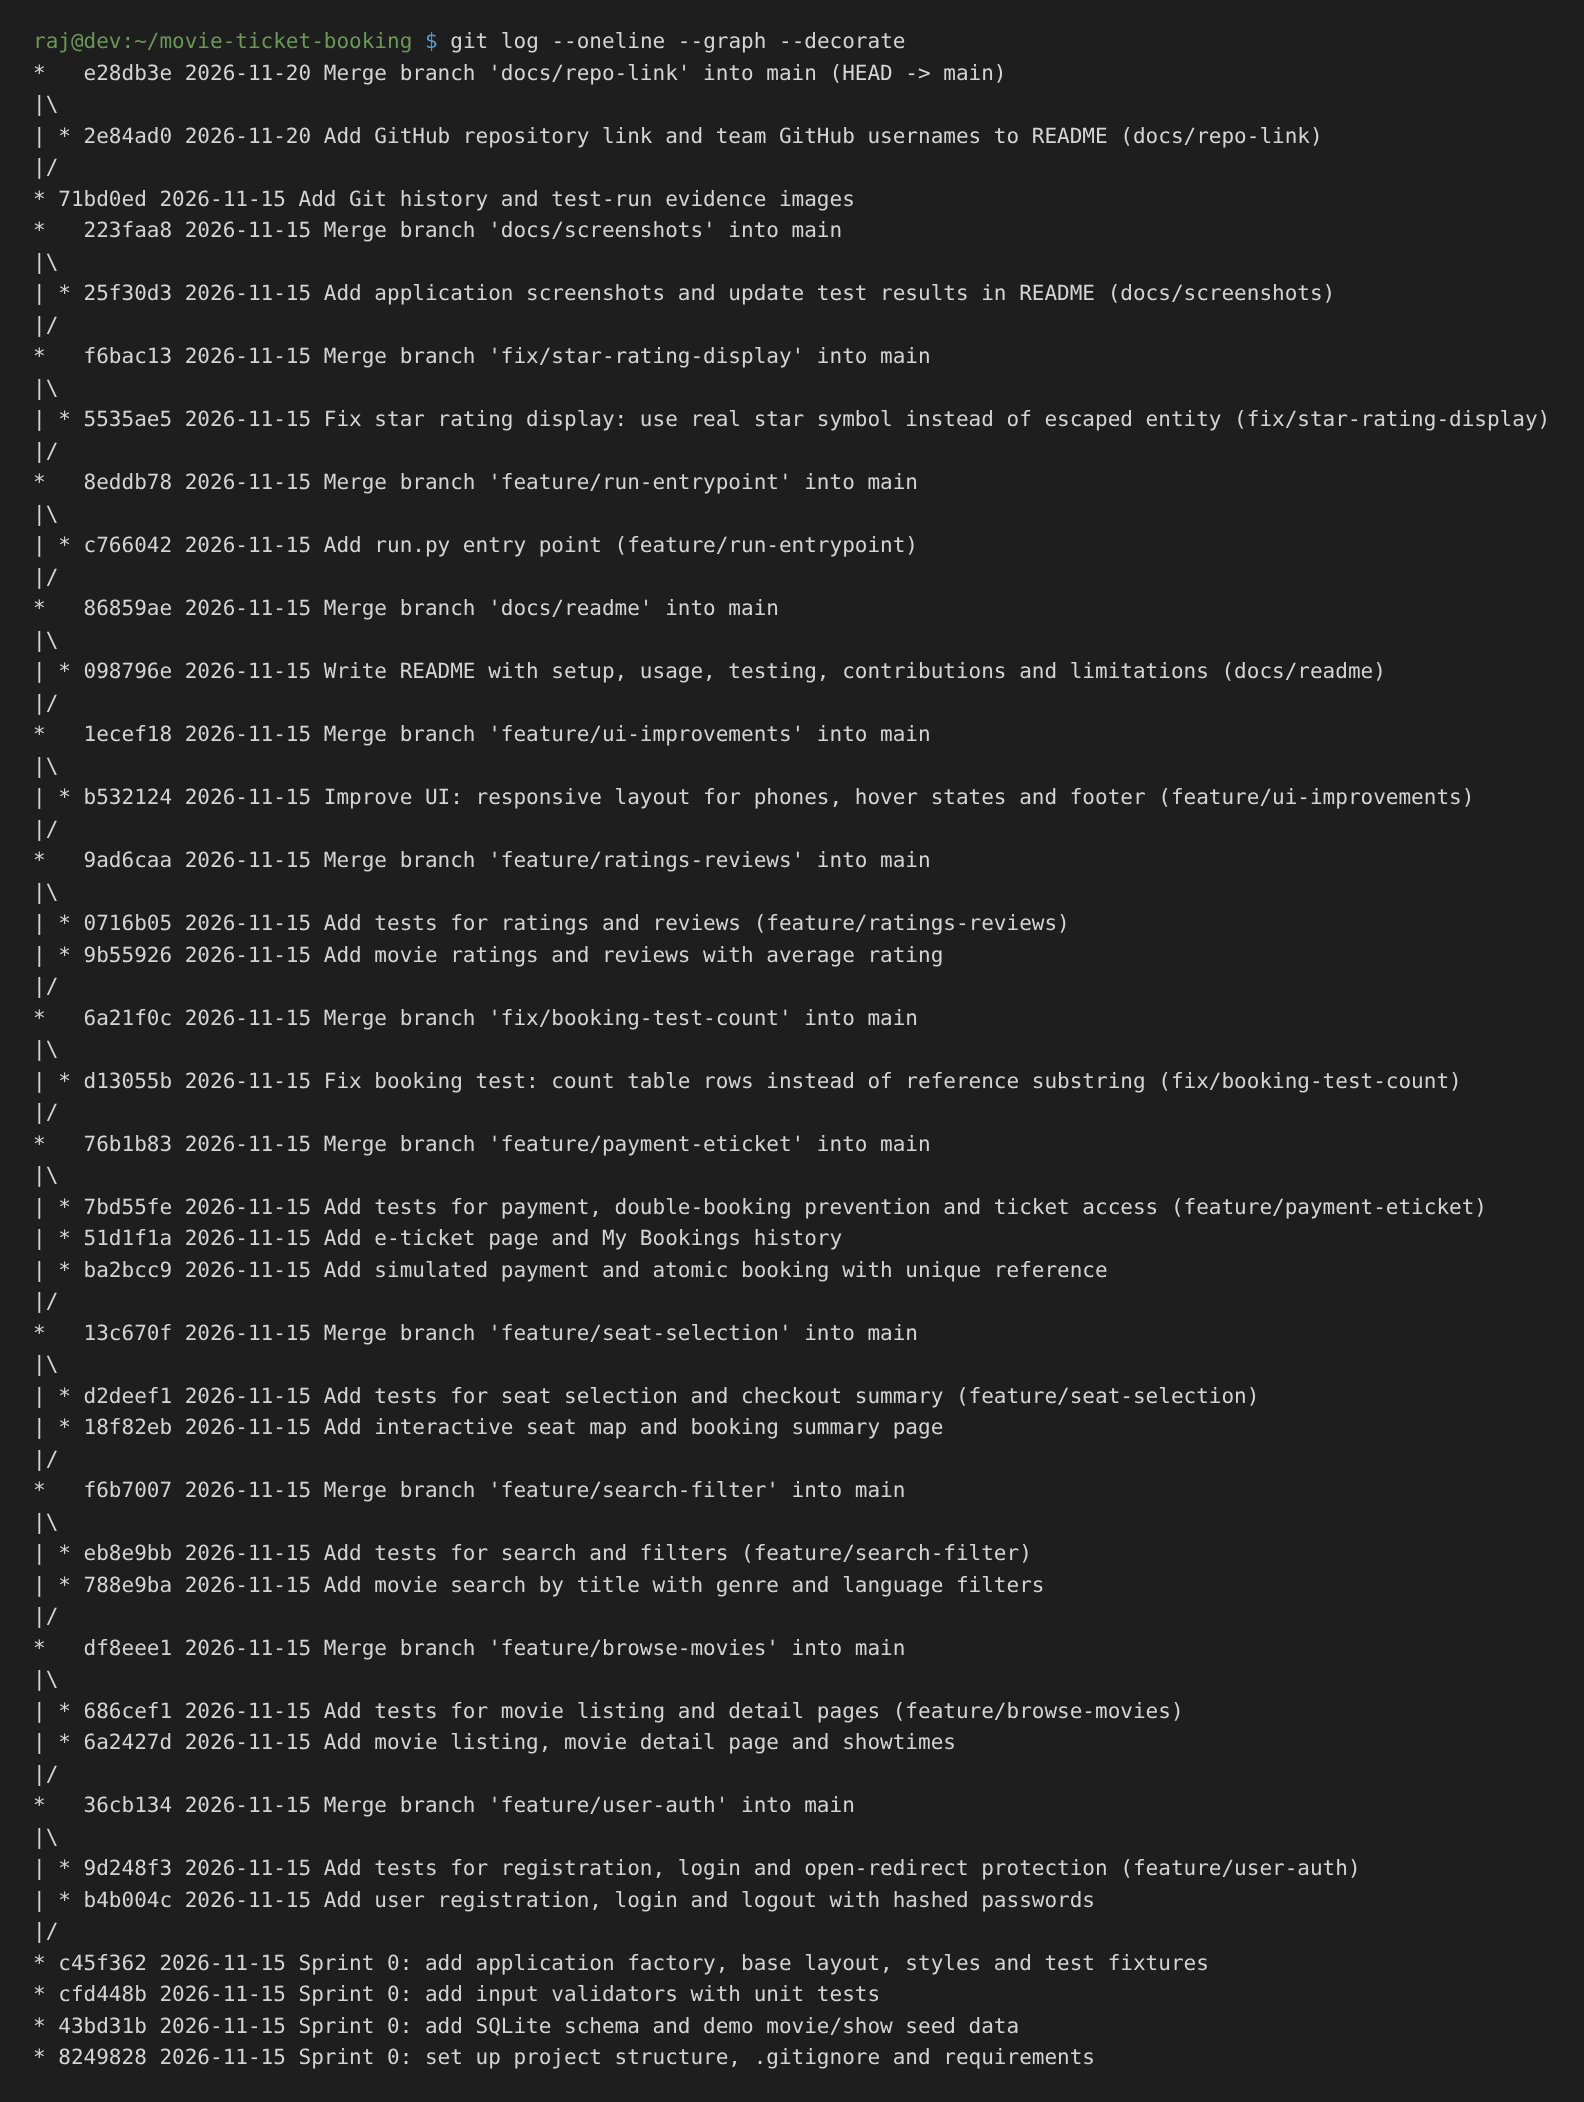 raj@dev:~/movie-ticket-booking $ git log --oneline --graph --decorate
*   e28db3e 2026-11-20 Merge branch 'docs/repo-link' into main (HEAD -> main)
|\
| * 2e84ad0 2026-11-20 Add GitHub repository link and team GitHub usernames to README (docs/repo-link)
|/
* 71bd0ed 2026-11-15 Add Git history and test-run evidence images
*   223faa8 2026-11-15 Merge branch 'docs/screenshots' into main
|\
| * 25f30d3 2026-11-15 Add application screenshots and update test results in README (docs/screenshots)
|/
*   f6bac13 2026-11-15 Merge branch 'fix/star-rating-display' into main
|\
| * 5535ae5 2026-11-15 Fix star rating display: use real star symbol instead of escaped entity (fix/star-rating-display)
|/
*   8eddb78 2026-11-15 Merge branch 'feature/run-entrypoint' into main
|\
| * c766042 2026-11-15 Add run.py entry point (feature/run-entrypoint)
|/
*   86859ae 2026-11-15 Merge branch 'docs/readme' into main
|\
| * 098796e 2026-11-15 Write README with setup, usage, testing, contributions and limitations (docs/readme)
|/
*   1ecef18 2026-11-15 Merge branch 'feature/ui-improvements' into main
|\
| * b532124 2026-11-15 Improve UI: responsive layout for phones, hover states and footer (feature/ui-improvements)
|/
*   9ad6caa 2026-11-15 Merge branch 'feature/ratings-reviews' into main
|\
| * 0716b05 2026-11-15 Add tests for ratings and reviews (feature/ratings-reviews)
| * 9b55926 2026-11-15 Add movie ratings and reviews with average rating
|/
*   6a21f0c 2026-11-15 Merge branch 'fix/booking-test-count' into main
|\
| * d13055b 2026-11-15 Fix booking test: count table rows instead of reference substring (fix/booking-test-count)
|/
*   76b1b83 2026-11-15 Merge branch 'feature/payment-eticket' into main
|\
| * 7bd55fe 2026-11-15 Add tests for payment, double-booking prevention and ticket access (feature/payment-eticket)
| * 51d1f1a 2026-11-15 Add e-ticket page and My Bookings history
| * ba2bcc9 2026-11-15 Add simulated payment and atomic booking with unique reference
|/
*   13c670f 2026-11-15 Merge branch 'feature/seat-selection' into main
|\
| * d2deef1 2026-11-15 Add tests for seat selection and checkout summary (feature/seat-selection)
| * 18f82eb 2026-11-15 Add interactive seat map and booking summary page
|/
*   f6b7007 2026-11-15 Merge branch 'feature/search-filter' into main
|\
| * eb8e9bb 2026-11-15 Add tests for search and filters (feature/search-filter)
| * 788e9ba 2026-11-15 Add movie search by title with genre and language filters
|/
*   df8eee1 2026-11-15 Merge branch 'feature/browse-movies' into main
|\
| * 686cef1 2026-11-15 Add tests for movie listing and detail pages (feature/browse-movies)
| * 6a2427d 2026-11-15 Add movie listing, movie detail page and showtimes
|/
*   36cb134 2026-11-15 Merge branch 'feature/user-auth' into main
|\
| * 9d248f3 2026-11-15 Add tests for registration, login and open-redirect protection (feature/user-auth)
| * b4b004c 2026-11-15 Add user registration, login and logout with hashed passwords
|/
* c45f362 2026-11-15 Sprint 0: add application factory, base layout, styles and test fixtures
* cfd448b 2026-11-15 Sprint 0: add input validators with unit tests
* 43bd31b 2026-11-15 Sprint 0: add SQLite schema and demo movie/show seed data
* 8249828 2026-11-15 Sprint 0: set up project structure, .gitignore and requirements